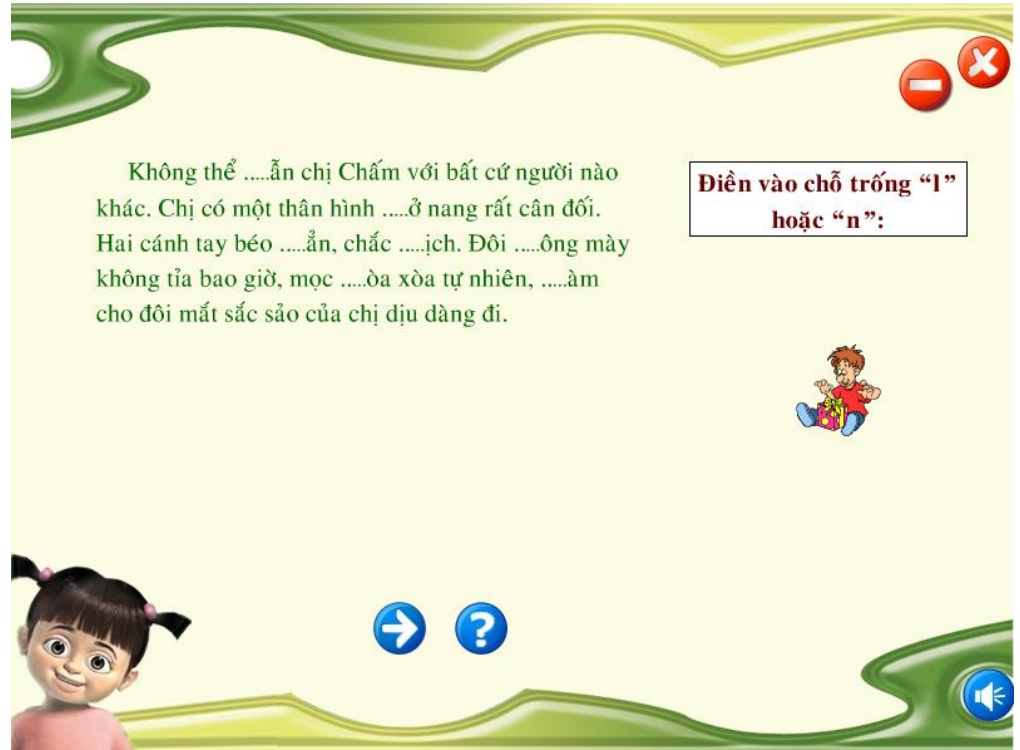 Không thể .....ẫn chị Chấm với bất cứ người nào
khác. Chị có một thân hình .....ở nang rất cân đối.
Hai cánh tay béo .....ẳn, chắc .....ịch. Đôi .....ông mày
không tỉa bao giờ, mọc .....òa xòa tự nhiên, .....àm
cho đôi mắt sắc sảo của chị dịu dàng đi.
Điền vào chỗ trống “l”
hoặc “n”: